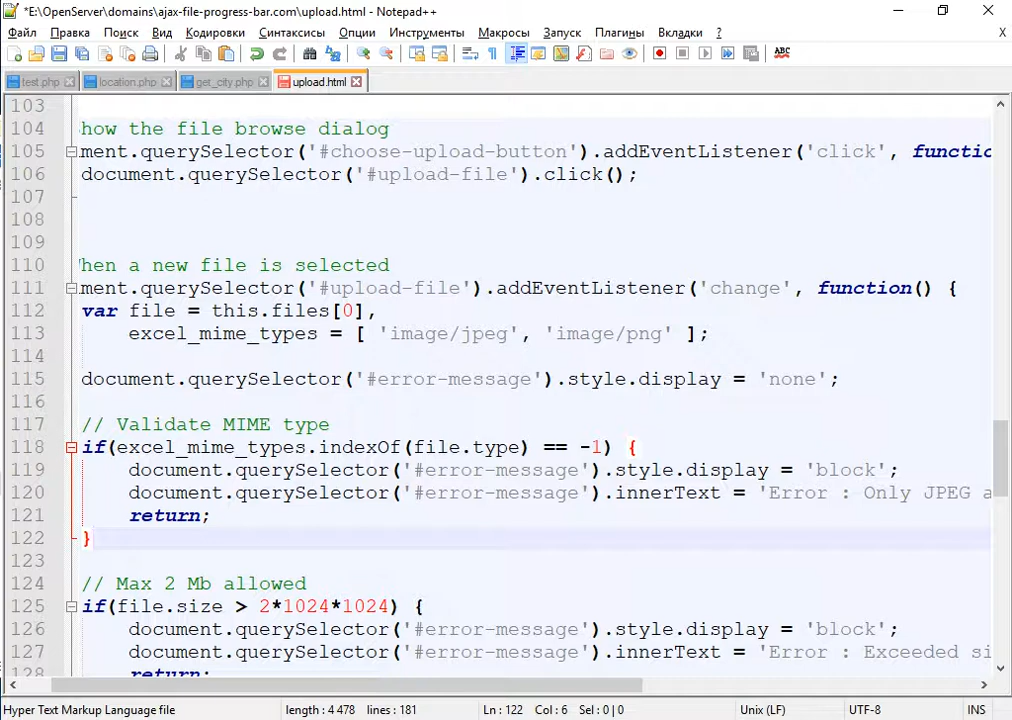 *E:\OpenServer\domains\ajax-file-progress-bar.com\upload.html - Notepad++
Файл Правка Поиск Вид Кодировки Синтаксисы Опции Инструменты Макросы Запуск Плагины Вкладки ? X
ABC
test.php location.php get_city.php upload.html
103
104 how the file browse dialog
105 ment.querySelector('#choose-upload-button').addEventListener('click', functio
106 document.querySelector('#upload-file').click();
107
108
109
110 hen a new file is selected
111 ment.querySelector('#upload-file').addEventListener('change', function() {
112 var file = this.files[0],
113 excel_mime_types = [ 'image/jpeg', 'image/png' ];
114
115 document.querySelector('#error-message').style.display = 'none';
116
117 // Validate MIME type
118 if(excel_mime_types.indexOf(file.type) == -1) {
119 document.querySelector('#error-message').style.display = 'block';
120 document.querySelector('#error-message').innerText = 'Error : Only JPEG a
121 return;
122 }
123
124 // Max 2 Mb allowed
125 if(file.size > 2*1024*1024) {
126 document.querySelector('#error-message').style.display = 'block';
127 document.querySelector('#error-message').innerText = 'Error : Exceeded si
128 return;
Hyper Text Markup Language file length : 4 478 lines : 181 Ln : 122 Col : 6 Sel : 0 | 0 Unix (LF) UTF-8 INS